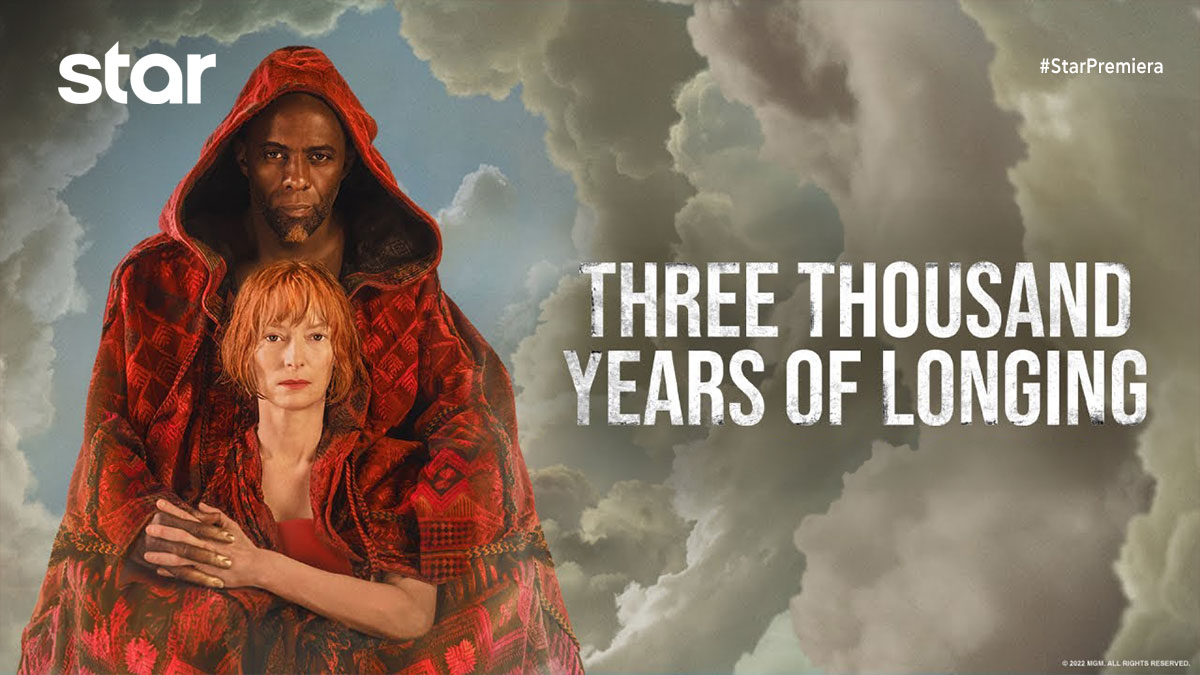 star
#StarPremiera
THREE THOUSAND
YEARS OF LONGING
© 2022 MGM. ALL RIGHTS RESERVED.